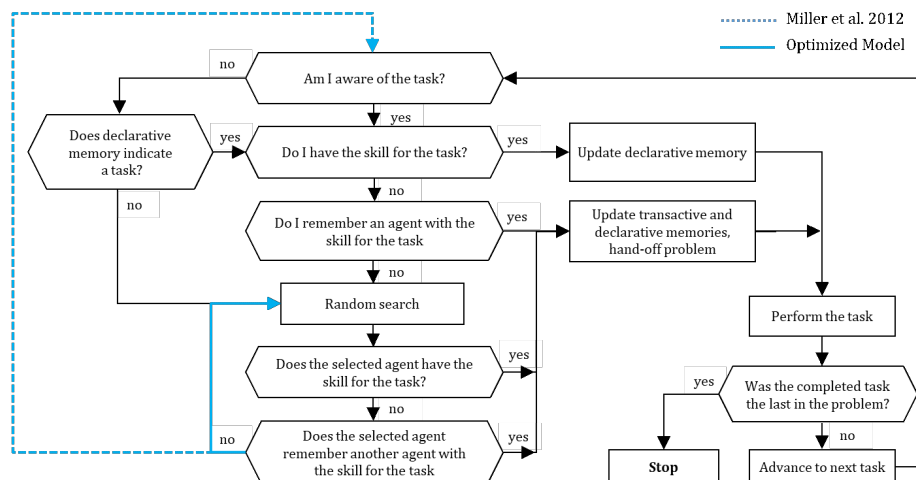 Miller et al. 2012
Optimized Model
no
Am I aware of the task?
yes
Does declarative
memory indicate
a task?
yes
Do I have the skill for the task?
yes
Update declarative memory
no
no
Do I remember an agent with the
skill for the task
yes
Update transactive and
declarative memories,
hand-off problem
no
Random search
Perform the task
Does the selected agent have the
skill for the task?
yes
yes
Was the completed task
the last in the problem?
no
no
Does the selected agent
remember another agent with
the skill for the task
yes
no
Stop
Advance to next task